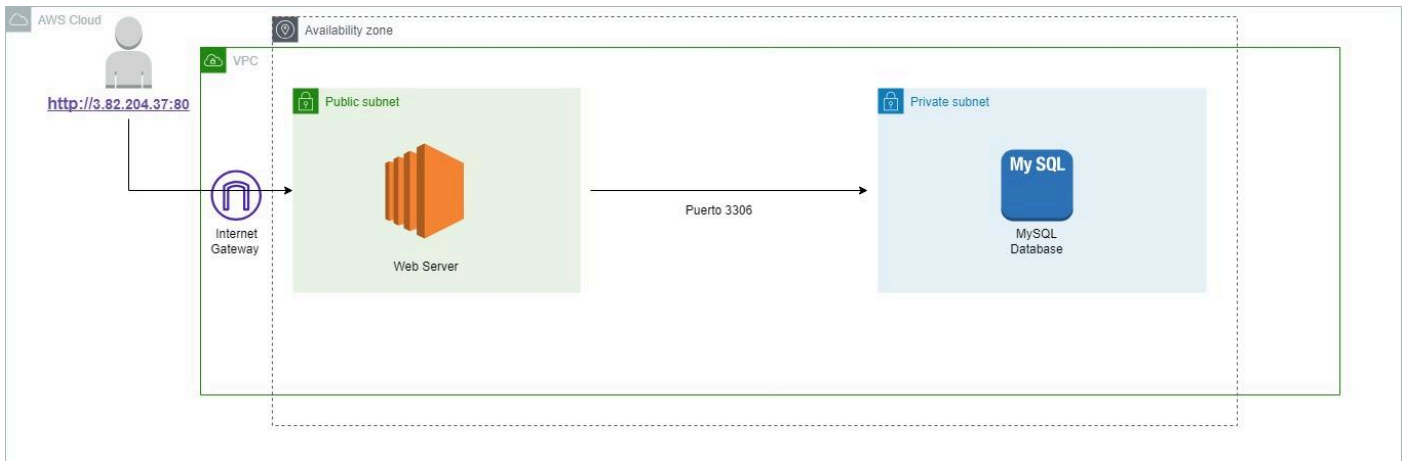 AWS Cloud
Availability zone
VPC
http://3.82.204.37:80
Public subnet
Private subnet
My SQL
Puerto 3306
Internet
Gateway
MySQL
Database
Web Server